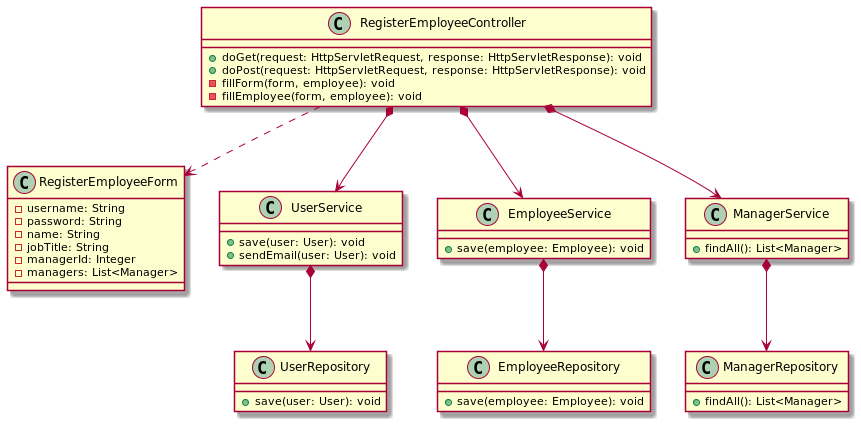 C RegisterEmployeeController
doGet(request: HttpServletRequest, response: HttpServletResponse): void
doPost(request: HttpServletRequest, response: HttpServletResponse): void
fillForm(form, employee): void
fillEmployee(form, employee): void
C RegisterEmployeeForm
username: String
password: String
name: String
jobTitle: String
managerId: Integer
managers: List<Manager>
C UserService
save(user: User): void
sendEmail(user: User): void
C EmployeeService
save(employee: Employee): void
C ManagerService
findAll(): List<Manager>
C UserRepository
save(user: User): void
C EmployeeRepository
save(employee: Employee): void
C ManagerRepository
findAll(): List<Manager>